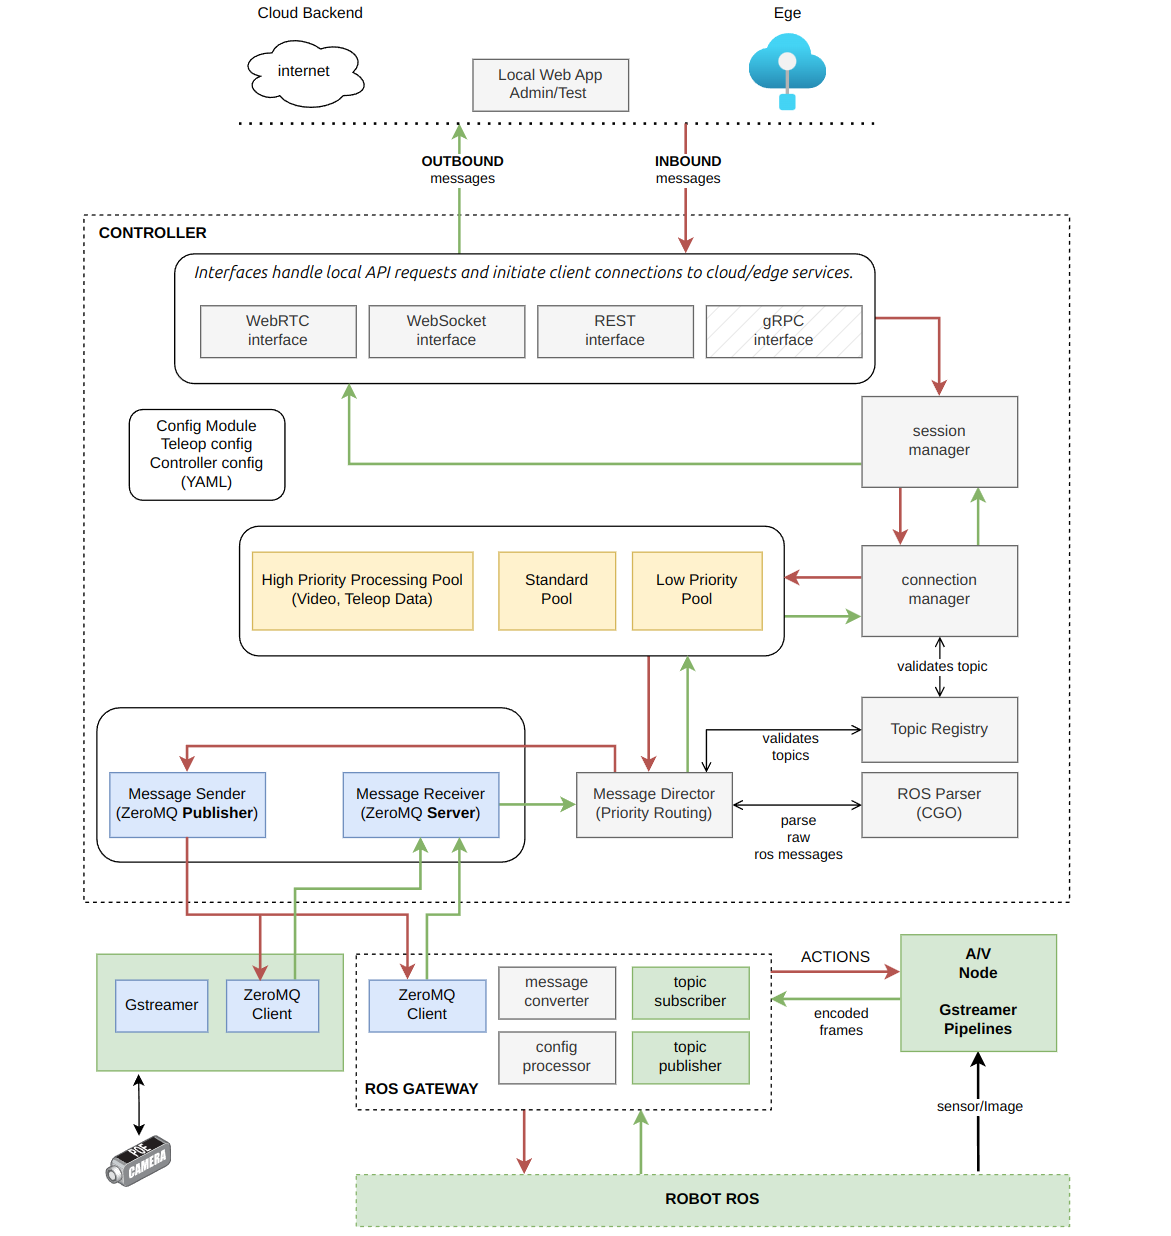 Cloud Backend
Ege
internet
Local Web App
Admin/Test
OUTBOUND
messages
INBOUND
messages
CONTROLLER
Interfaces handle local API requests and initiate client connections to cloud/edge services.
WebRTC
interface
WebSocket
interface
REST
interface
gRPC
interface
Config Module
Teleop config
Controller config
(YAML)
session
manager
High Priority Processing Pool
(Video, Teleop Data)
Standard
Pool
Low Priority
Pool
connection
manager
validates topic
Topic Registry
validates
topics
Message Sender
(ZeroMQ Publisher)
Message Receiver
(ZeroMQ Server)
Message Director
(Priority Routing)
ROS Parser
(CGO)
parse
raw
ros messages
Gstreamer
ZeroMQ
Client
ZeroMQ
Client
message
converter
topic
subscriber
config
processor
topic
publisher
ROS GATEWAY
ACTIONS
encoded
frames
A/V
Node
Gstreamer
Pipelines
sensor/Image
POE
CAMERA
ROBOT ROS